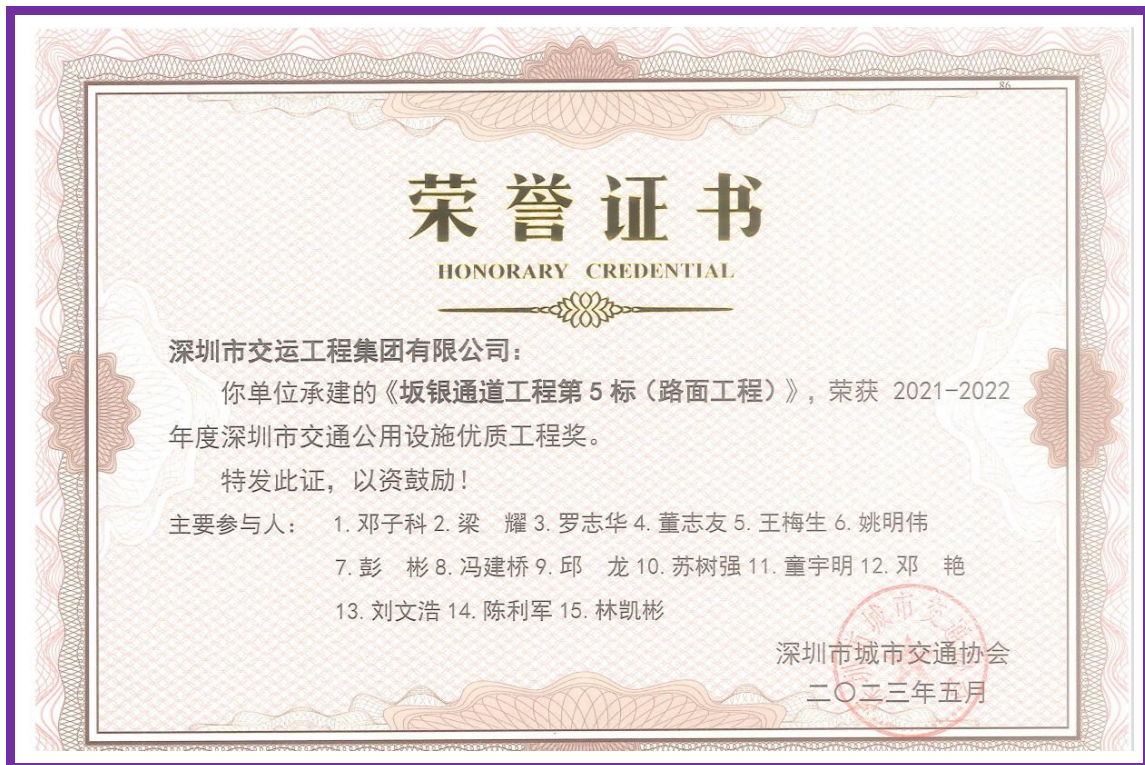 86
荣誉证书
HONORARY CREDENTIAL
深圳市交运工程集团有限公司：
你单位承建的《坂银通道工程第5标（路面工程）》，荣获 2021-2022
年度深圳市交通公用设施优质工程奖。
特发此证，以资鼓励！
主要参与人： 1.邓子科 2.梁　耀 3.罗志华 4.董志友 5.王梅生 6.姚明伟
7.彭　彬 8.冯建桥 9.邱　龙 10.苏树强 11.童宇明 12.邓　艳
13.刘文浩 14.陈利军 15.林凯彬
深圳市城市交通协会
二〇二三年五月